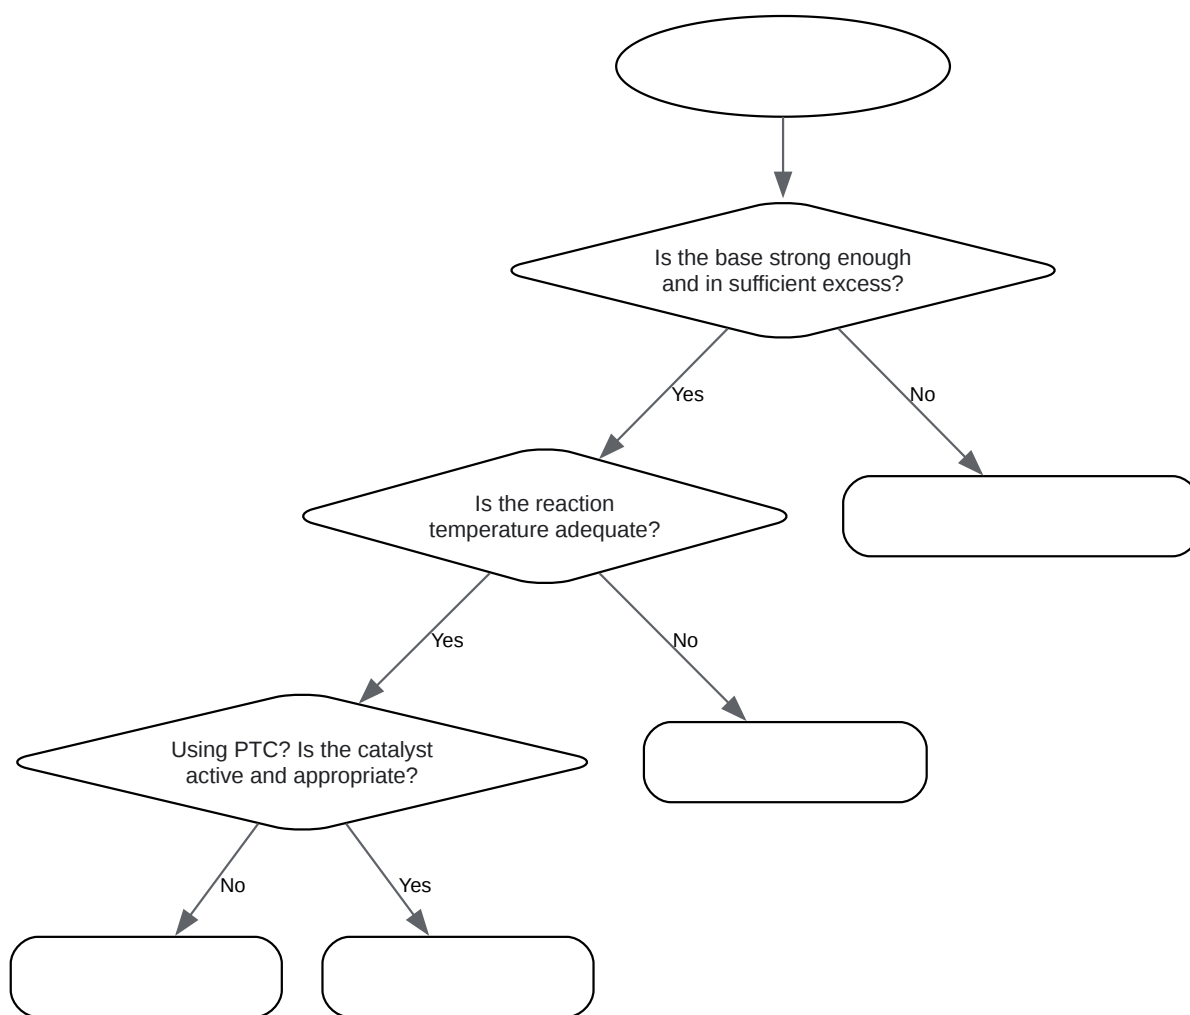 Is the base strong enough
and in sufficient excess?
Yes
No
Is the reaction
temperature adequate?
Yes
No
Using PTC? Is the catalyst
active and appropriate?
No
Yes